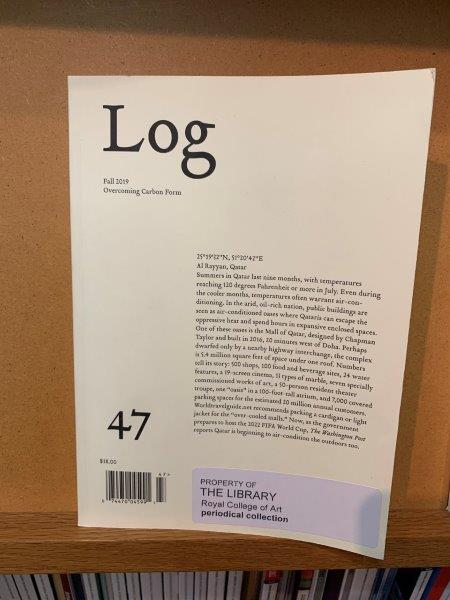 Log
Fall 2019
Overcoming Carbon Form
25°19'22"N, 51°20'42"E
Al Rayyan, Qatar
Summers in Qatar last nine months, with temperatures
reaching 120 degrees Fahrenheit or more in July. Even during
the cooler months, temperatures often warrant air-con-
ditioning. In the arid, oil-rich nation, public buildings are
seen as air-conditioned oases where Qataris can escape the
oppressive heat and spend hours in expansive enclosed spaces.
One of these oases is the Mall of Qatar, designed by Chapman
Taylor and built in 2016, 20 minutes west of Doha. Perhaps
dwarfed only by a nearby highway interchange, the complex
is 5.4 million square feet of space under one roof. Numbers
tell its story: 500 shops, 100 food and beverage sites, 24 water
features, a 19-screen cinema, 11 types of marble, seven specially
commissioned works of art, a 50-person resident theater
troupe, one "oasis" in a 100-foot-tall atrium, and 7,000 covered
parking spaces for the estimated 20 million annual customers.
Worldtravelguide.net recommends packing a cardigan or light
jacket for the "over-cooled malls." Now, as the government
prepares to host the 2022 FIFA World Cup, The Washington Post
reports Qatar is beginning to air-condition the outdoors too.
47
$18.00
47>
PROPERTY OF
THE LIBRARY
Royal College of Art
periodical collection